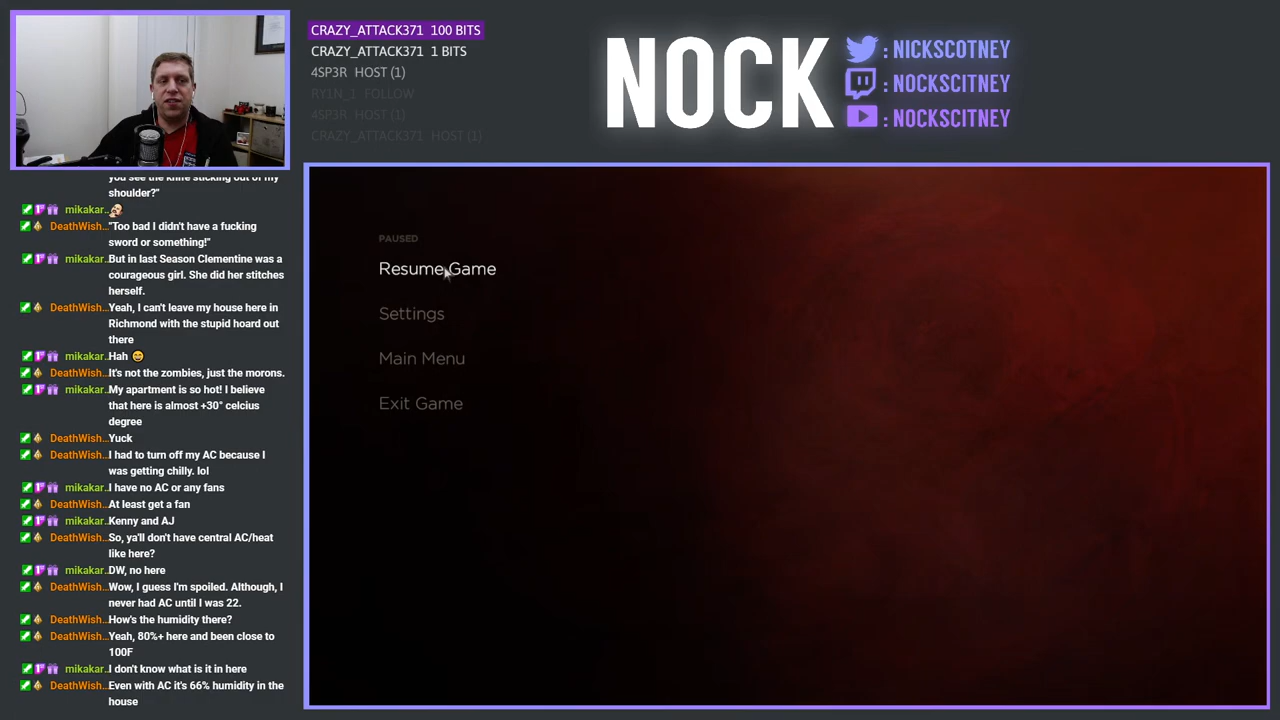 CRAZY_ATTACK371 100 BITS
CRAZY_ATTACK371 1 BITS
4SP3R HOST (1)
RY1N_1 FOLLOW
4SP3R HOST (1)
CRAZY_ATTACK371 HOST (1)
NOCK
: NICKSCOTNEY
: NOCKSCITNEY
: NOCKSCITNEY
you see the knife sticking out of my
shoulder?"
mikakar..
DeathWish.. "Too bad I didn't have a fucking
sword or something!"
mikakar.. But in last Season Clementine was a
courageous girl. She did her stitches
herself.
DeathWish.. Yeah, I can't leave my house here in
Richmond with the stupid hoard out
there
mikakar.. Hah 😄
DeathWish.. It's not the zombies, just the morons.
mikakar.. My apartment is so hot! I believe
that here is almost +30° celcius
degree
DeathWish.. Yuck
DeathWish.. I had to turn off my AC because I
was getting chilly. lol
mikakar.. I have no AC or any fans
DeathWish.. At least get a fan
mikakar.. Kenny and AJ
DeathWish.. So, ya'll don't have central AC/heat
like here?
mikakar.. DW, no here
DeathWish.. Wow, I guess I'm spoiled. Although, I
never had AC until I was 22.
DeathWish.. How's the humidity there?
DeathWish.. Yeah, 80%+ here and been close to
100F
mikakar.. I don't know what is it in here
DeathWish.. Even with AC it's 66% humidity in the
house
PAUSED
Resume Game
Settings
Main Menu
Exit Game